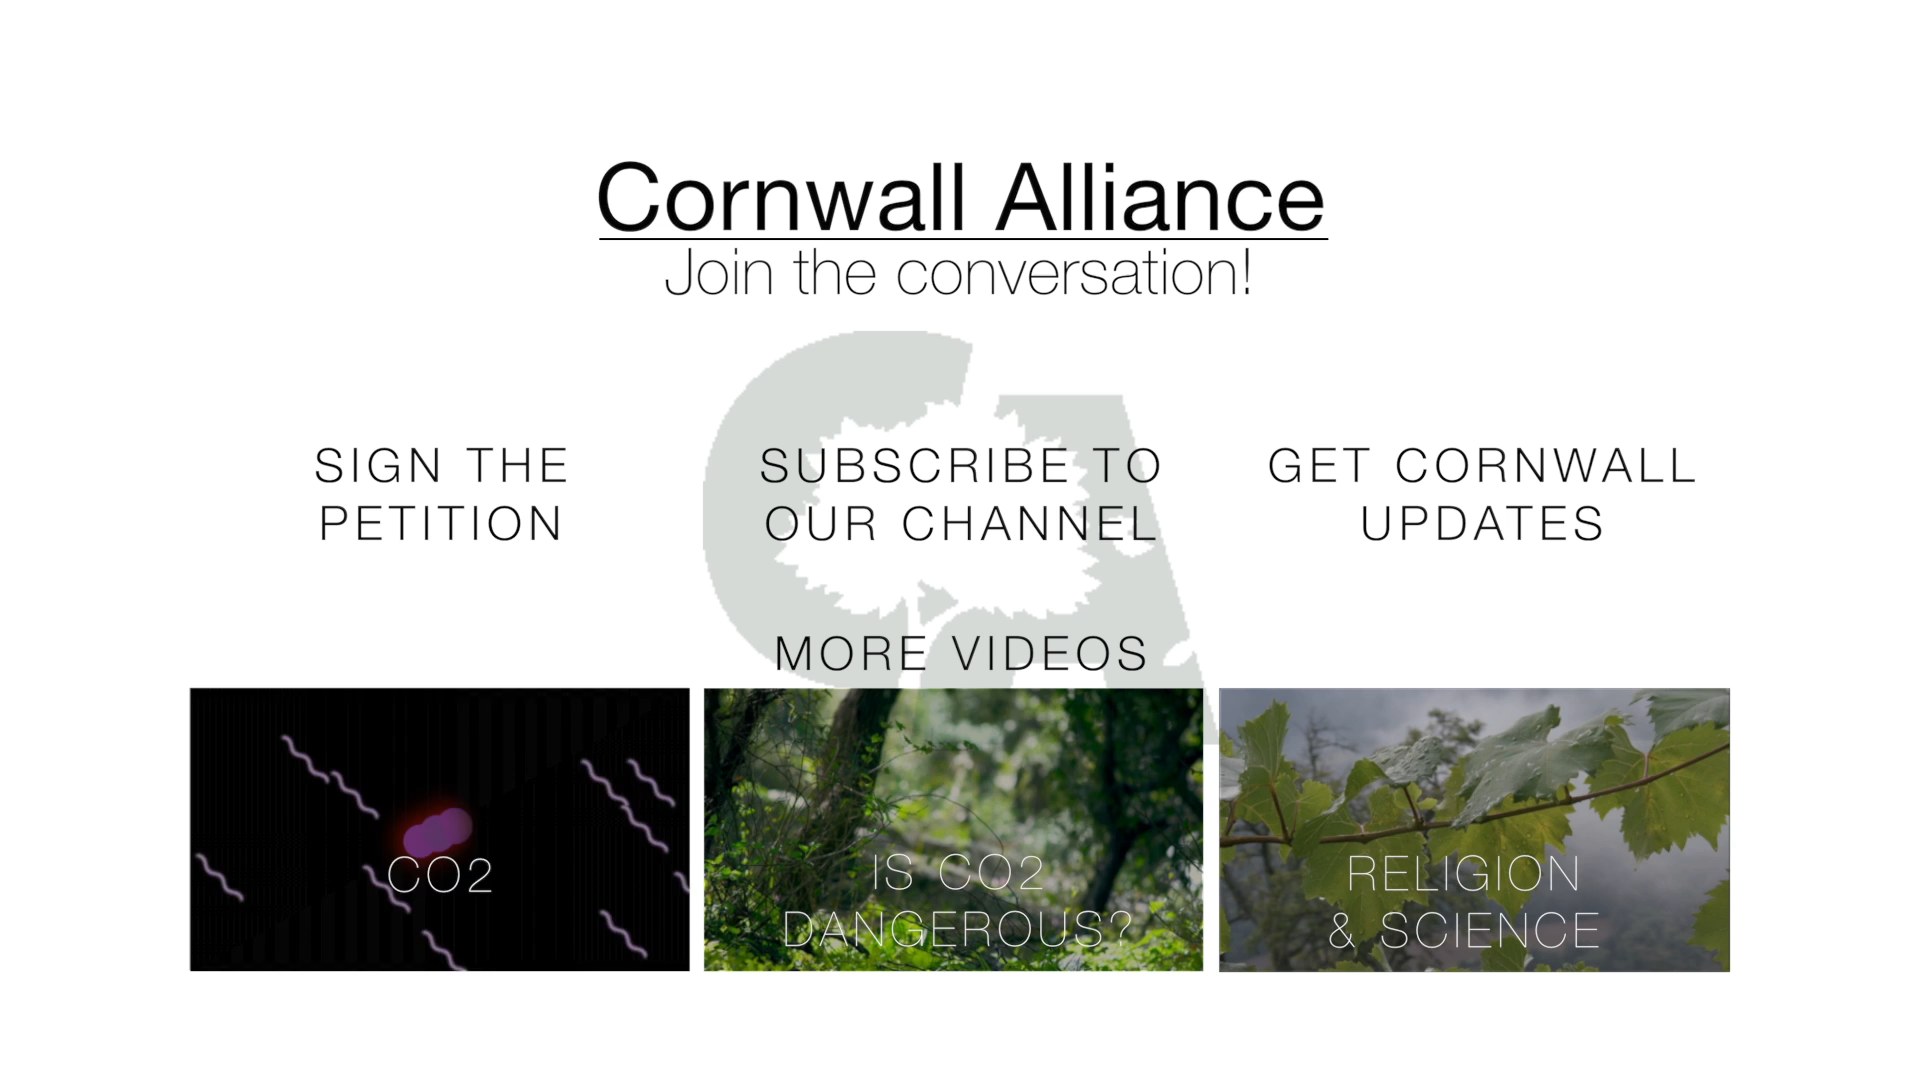 Cornwall Alliance
Join the conversation!
SIGN THE
PETITION
SUBSCRIBE TO
OUR CHANNEL
GET CORNWALL
UPDATES
MORE VIDEOS
CO2
IS CO2
DANGEROUS?
RELIGION
& SCIENCE